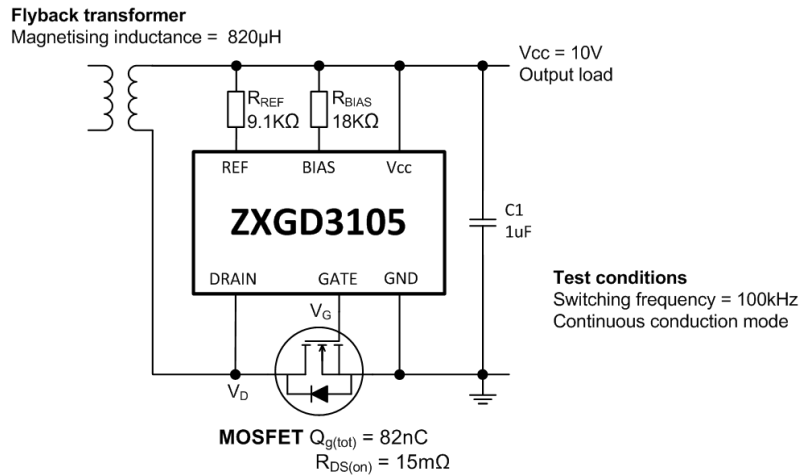 Flyback transformer
Magnetising inductance = 820µH
Vcc = 10V
Output load
RREF
9.1KΩ
RBIAS
18KΩ
REF
BIAS
Vcc
ZXGD3105
C1
1uF
DRAIN
GATE
GND
Test conditions
Switching frequency = 100kHz
Continuous conduction mode
VG
VD
MOSFET Qg(tot) = 82nC
RDS(on) = 15mΩ